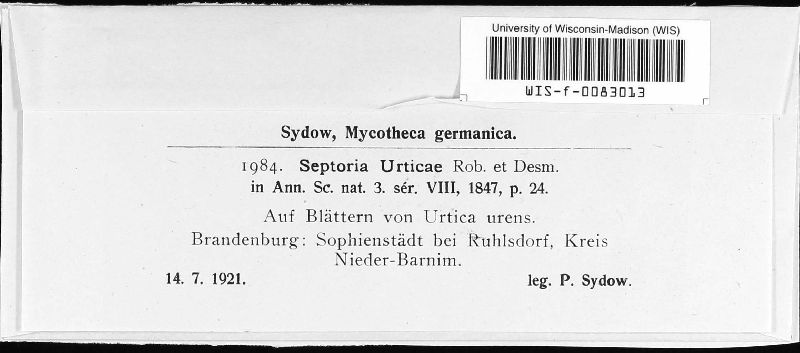 University of Wisconsin-Madison (WIS)
WIS-f-0083013
Sydow, Mycotheca germanica.
1984. Septoria Urticae Rob. et Desm.
in Ann. Sc. nat. 3. sér. VIII, 1847, p. 24.
Auf Blättern von Urtica urens.
Brandenburg: Sophienstädt bei Ruhlsdorf, Kreis
Nieder-Barnim.
14. 7. 1921. leg. P. Sydow.